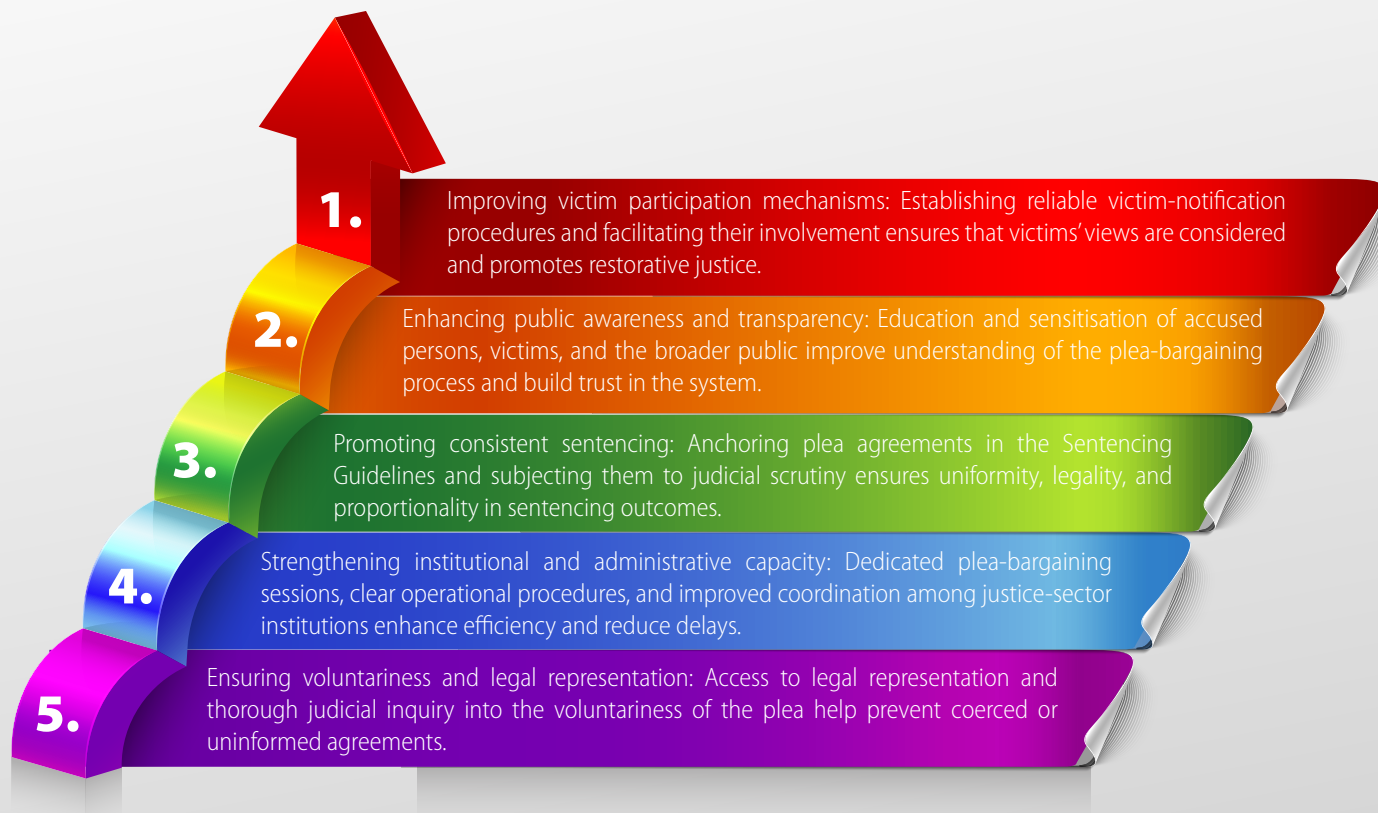 1.
Improving victim participation mechanisms: Establishing reliable victim-notification
procedures and facilitating their involvement ensures that victims' views are considered
and promotes restorative justice.
2.
Enhancing public awareness and transparency: Education and sensitisation of accused
persons, victims, and the broader public improve understanding of the plea-bargaining
process and build trust in the system.
3.
Promoting consistent sentencing: Anchoring plea agreements in the Sentencing
Guidelines and subjecting them to judicial scrutiny ensures uniformity, legality, and
proportionality in sentencing outcomes.
4.
Strengthening institutional and administrative capacity: Dedicated plea-bargaining
sessions, clear operational procedures, and improved coordination among justice-sector
institutions enhance efficiency and reduce delays.
5.
Ensuring voluntariness and legal representation: Access to legal representation and
thorough judicial inquiry into the voluntariness of the plea help prevent coerced or
uninformed agreements.